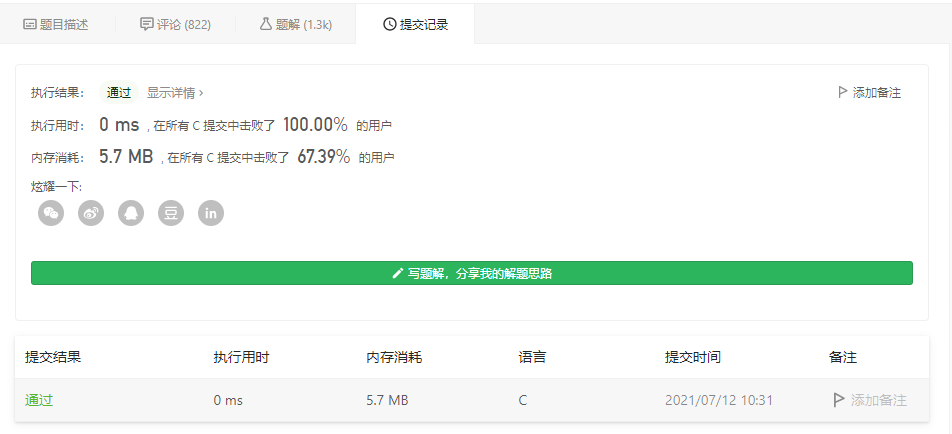 题目描述 评论 (822) 题解 (1.3k) 提交记录
执行结果： 通过 显示详情 › 添加备注
执行用时： 0 ms , 在所有 C 提交中击败了 100.00% 的用户
内存消耗： 5.7 MB , 在所有 C 提交中击败了 67.39% 的用户
炫耀一下:
豆 in
写题解，分享我的解题思路
提交结果 执行用时 内存消耗 语言 提交时间 备注
通过 0 ms 5.7 MB C 2021/07/12 10:31 添加备注